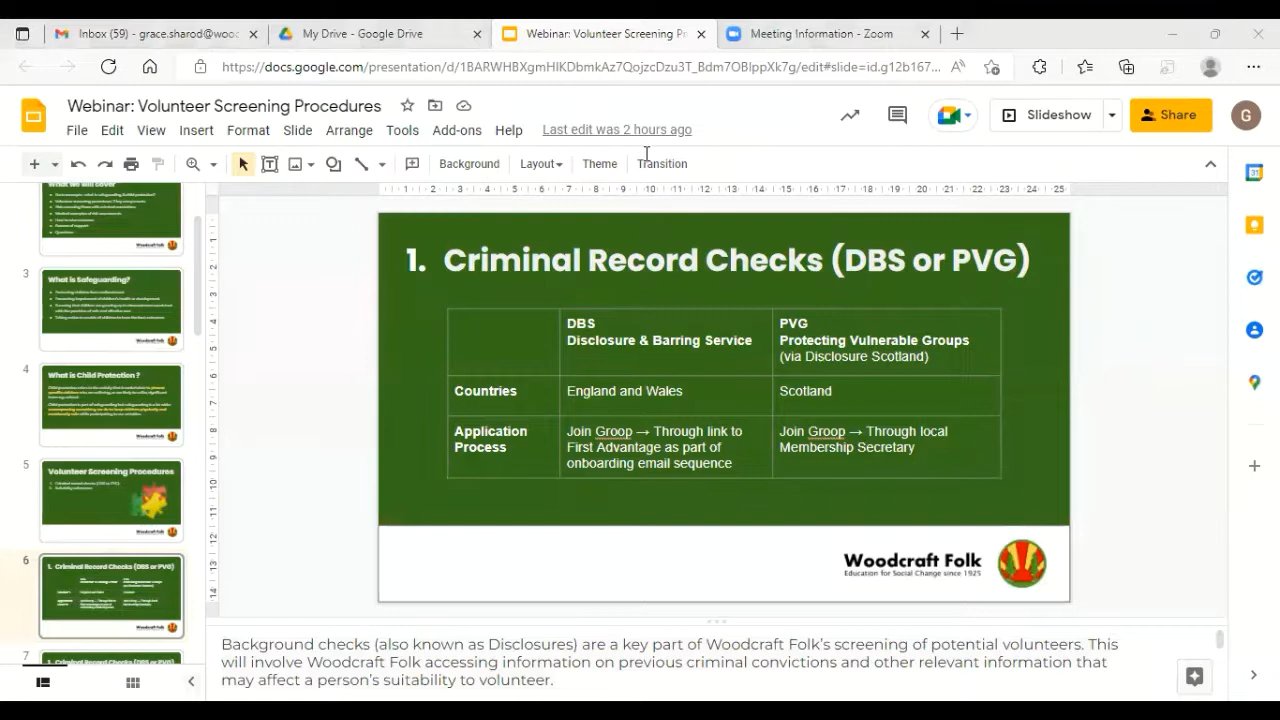 Inbox (59) - grace.sharod@woo
My Drive - Google Drive
Webinar: Volunteer Screening Pr
Meeting Information - Zoom
https://docs.google.com/presentation/d/1BARWHBXgmHIKDbmkAz7QojzcDzu3T_Bdm7OBIppXk7g/edit#slide=id.g12b167...
Webinar: Volunteer Screening Procedures
Slideshow
Share
G
File Edit View Insert Format Slide Arrange Tools Add-ons Help Last edit was 2 hours ago
Background Layout Theme Transition
What we will cover
3
What is Safeguarding?
4
What is Child Protection ?
5
Volunteer Screening Procedures
6
1. Criminal Record Checks (DBS or PVG)
7
1. Criminal Record Checks (DBS or PVG)
DBS
Disclosure & Barring Service
PVG
Protecting Vulnerable Groups
(via Disclosure Scotland)
England and Wales
Scotland
Application
Process
Join Groop → Through link to
First Advantage as part of
onboarding email sequence
Join Groop → Through local
Membership Secretary
Woodcraft Folk
Education for Social Change since 1925
Background checks (also known as Disclosures) are a key part of Woodcraft Folk's screening of potential volunteers. This
will involve Woodcraft Folk accessing information on previous criminal convictions and other relevant information that
may affect a person's suitability to volunteer.